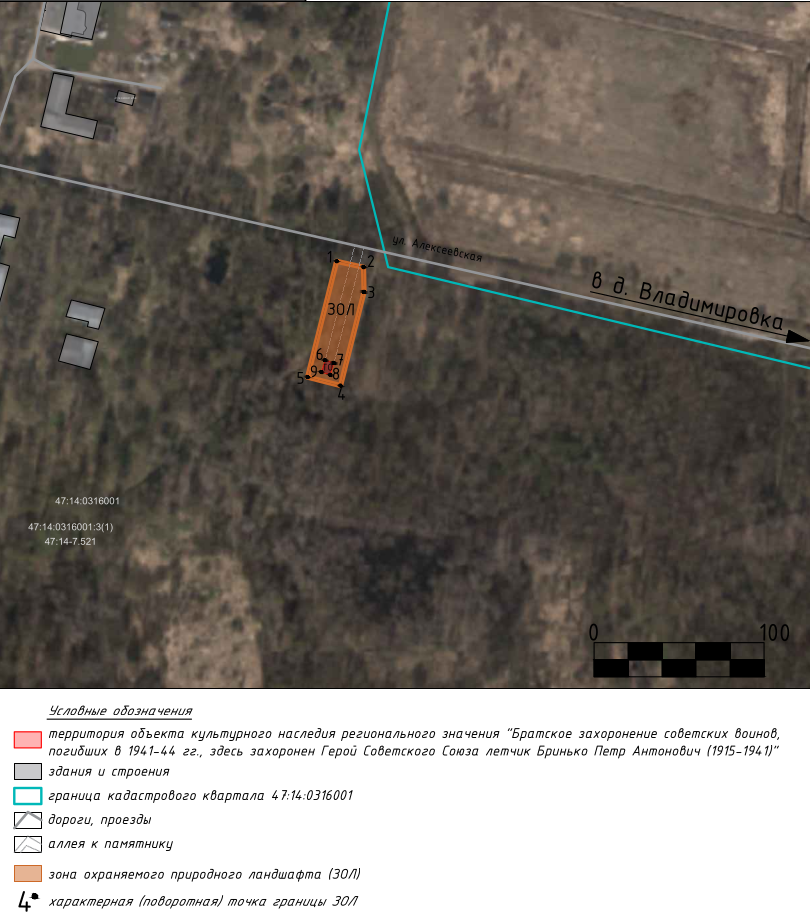 ул. Алексеевская
в д. Владимировка
1
2
3
ЗОЛ
6
7
9
8
5
4
47:14:0316001
47:14:0316001:3(1)
47:14-7.521
0
100
Условные обозначения
территория объекта культурного наследия регионального значения "Братское захоронение советских воинов,
погибших в 1941-44 гг., здесь захоронен Герой Советского Союза летчик Бринько Петр Антонович (1915-1941)"
здания и строения
граница кадастрового квартала 47:14:0316001
дороги, проезды
аллея к памятнику
зона охраняемого природного ландшафта (ЗОЛ)
4 характерная (поворотная) точка границы ЗОЛ